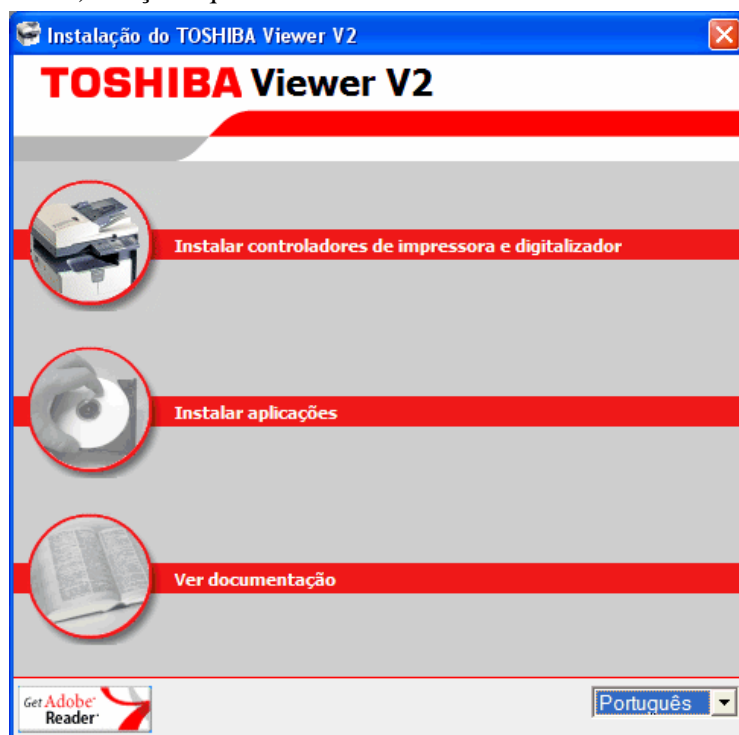 Instalação do TOSHIBA Viewer V2
TOSHIBA Viewer V2
Instalar controladores de impressora e digitalizador
Instalar aplicações
Ver documentação
Get Adobe
Reader
Português